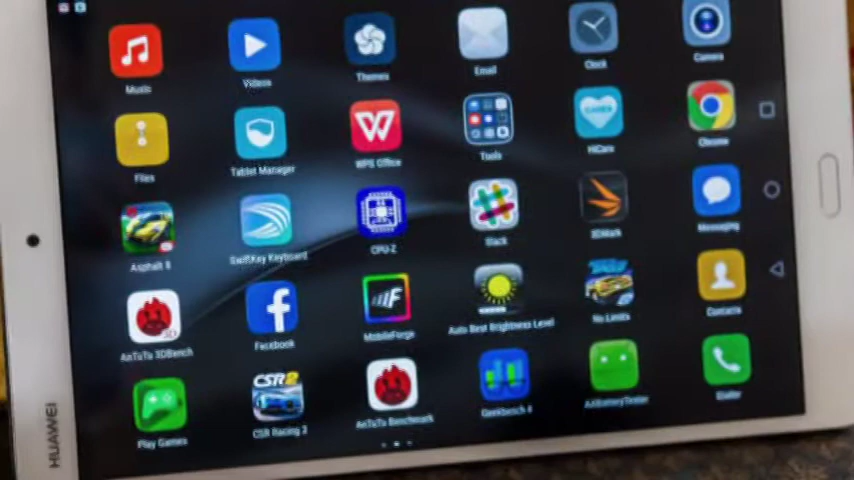 Music
Videos
Themes
Email
Clock
Camera
Files
Tablet Manager
WPS Office
Tools
HiCare
Chrome
Asphalt 8
SwiftKey Keyboard
CPU-Z
Slack
3DMark
Messaging
AnTuTu 3DBench
Facebook
MobileForge
Auto Best Brightness Level
No Limits
Contacts
Play Games
CSR Racing 2
AnTuTu Benchmark
Geekbench 4
Dialer
CSR2
3D
HUAWEI